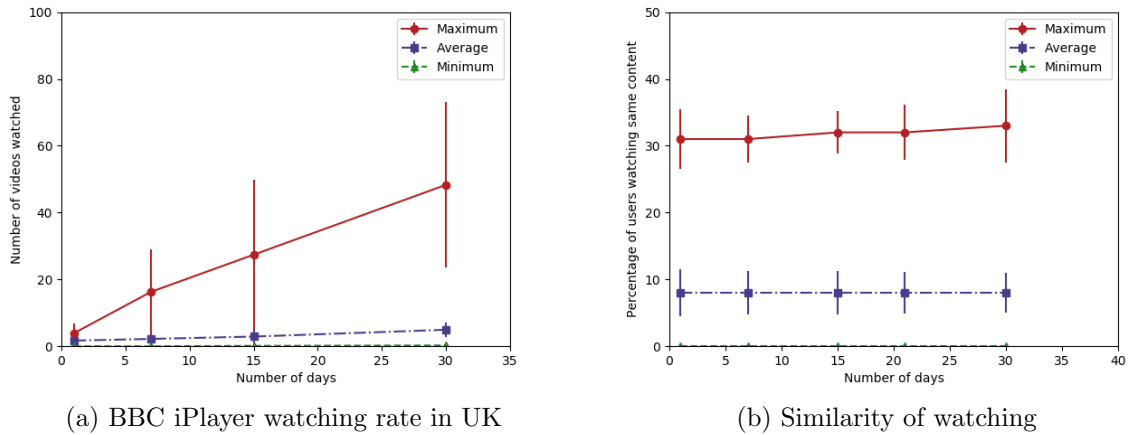 100
80
60
40
20
0
Number of videos watched
Maximum
Average
Minimum
0 5 10 15 20 25 30 35
Number of days
(a) BBC iPlayer watching rate in UK
50
40
30
20
10
0
Percentage of users watching same content
Maximum
Average
Minimum
0 5 10 15 20 25 30 35 40
Number of days
(b) Similarity of watching